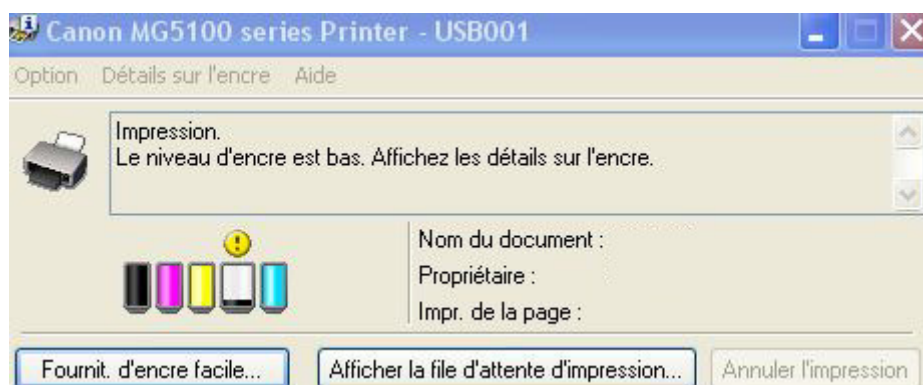 Canon MG5100 series Printer - USB001
Option Détails sur l'encre Aide
Impression.
Le niveau d'encre est bas. Affichez les détails sur l'encre.
Nom du document :
Propriétaire :
Impr. de la page :
Fournit. d'encre facile... Afficher la file d'attente d'impression... Annuler l'impression